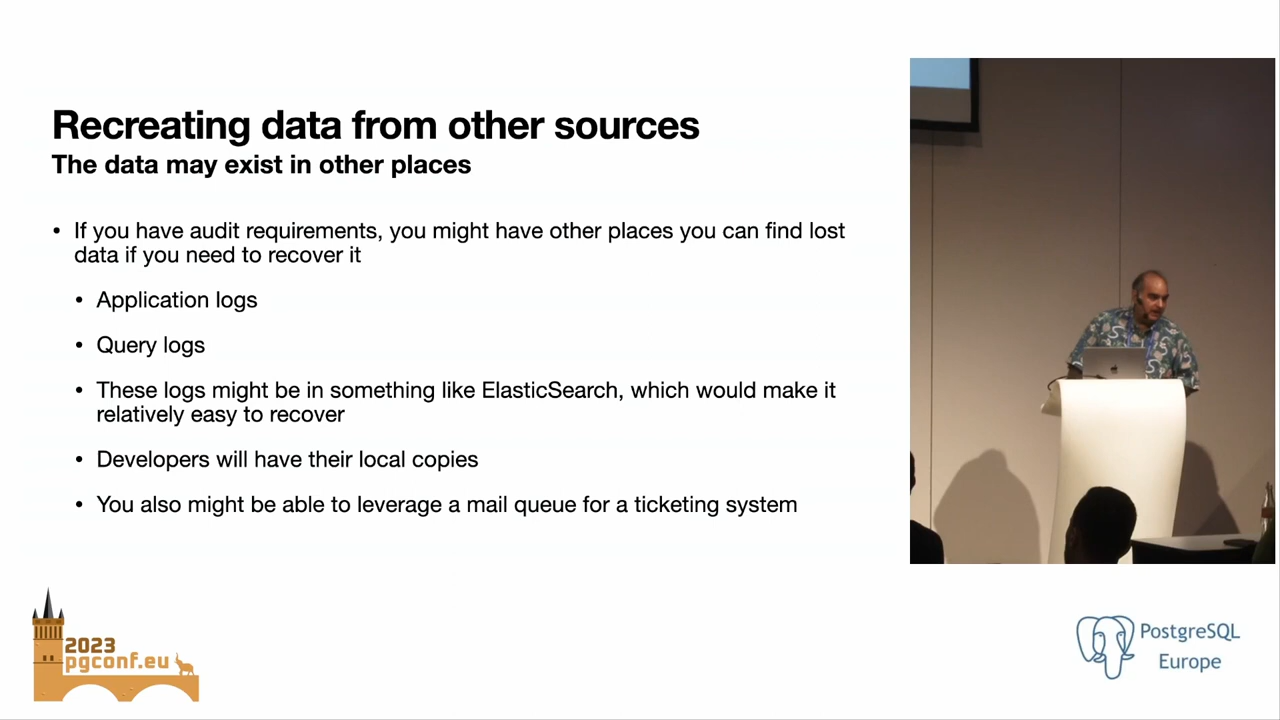 Recreating data from other sources
The data may exist in other places
• If you have audit requirements, you might have other places you can find lost
data if you need to recover it
• Application logs
• Query logs
• These logs might be in something like ElasticSearch, which would make it
relatively easy to recover
• Developers will have their local copies
• You also might be able to leverage a mail queue for a ticketing system
2023
pgconf.eu
PostgreSQL
Europe